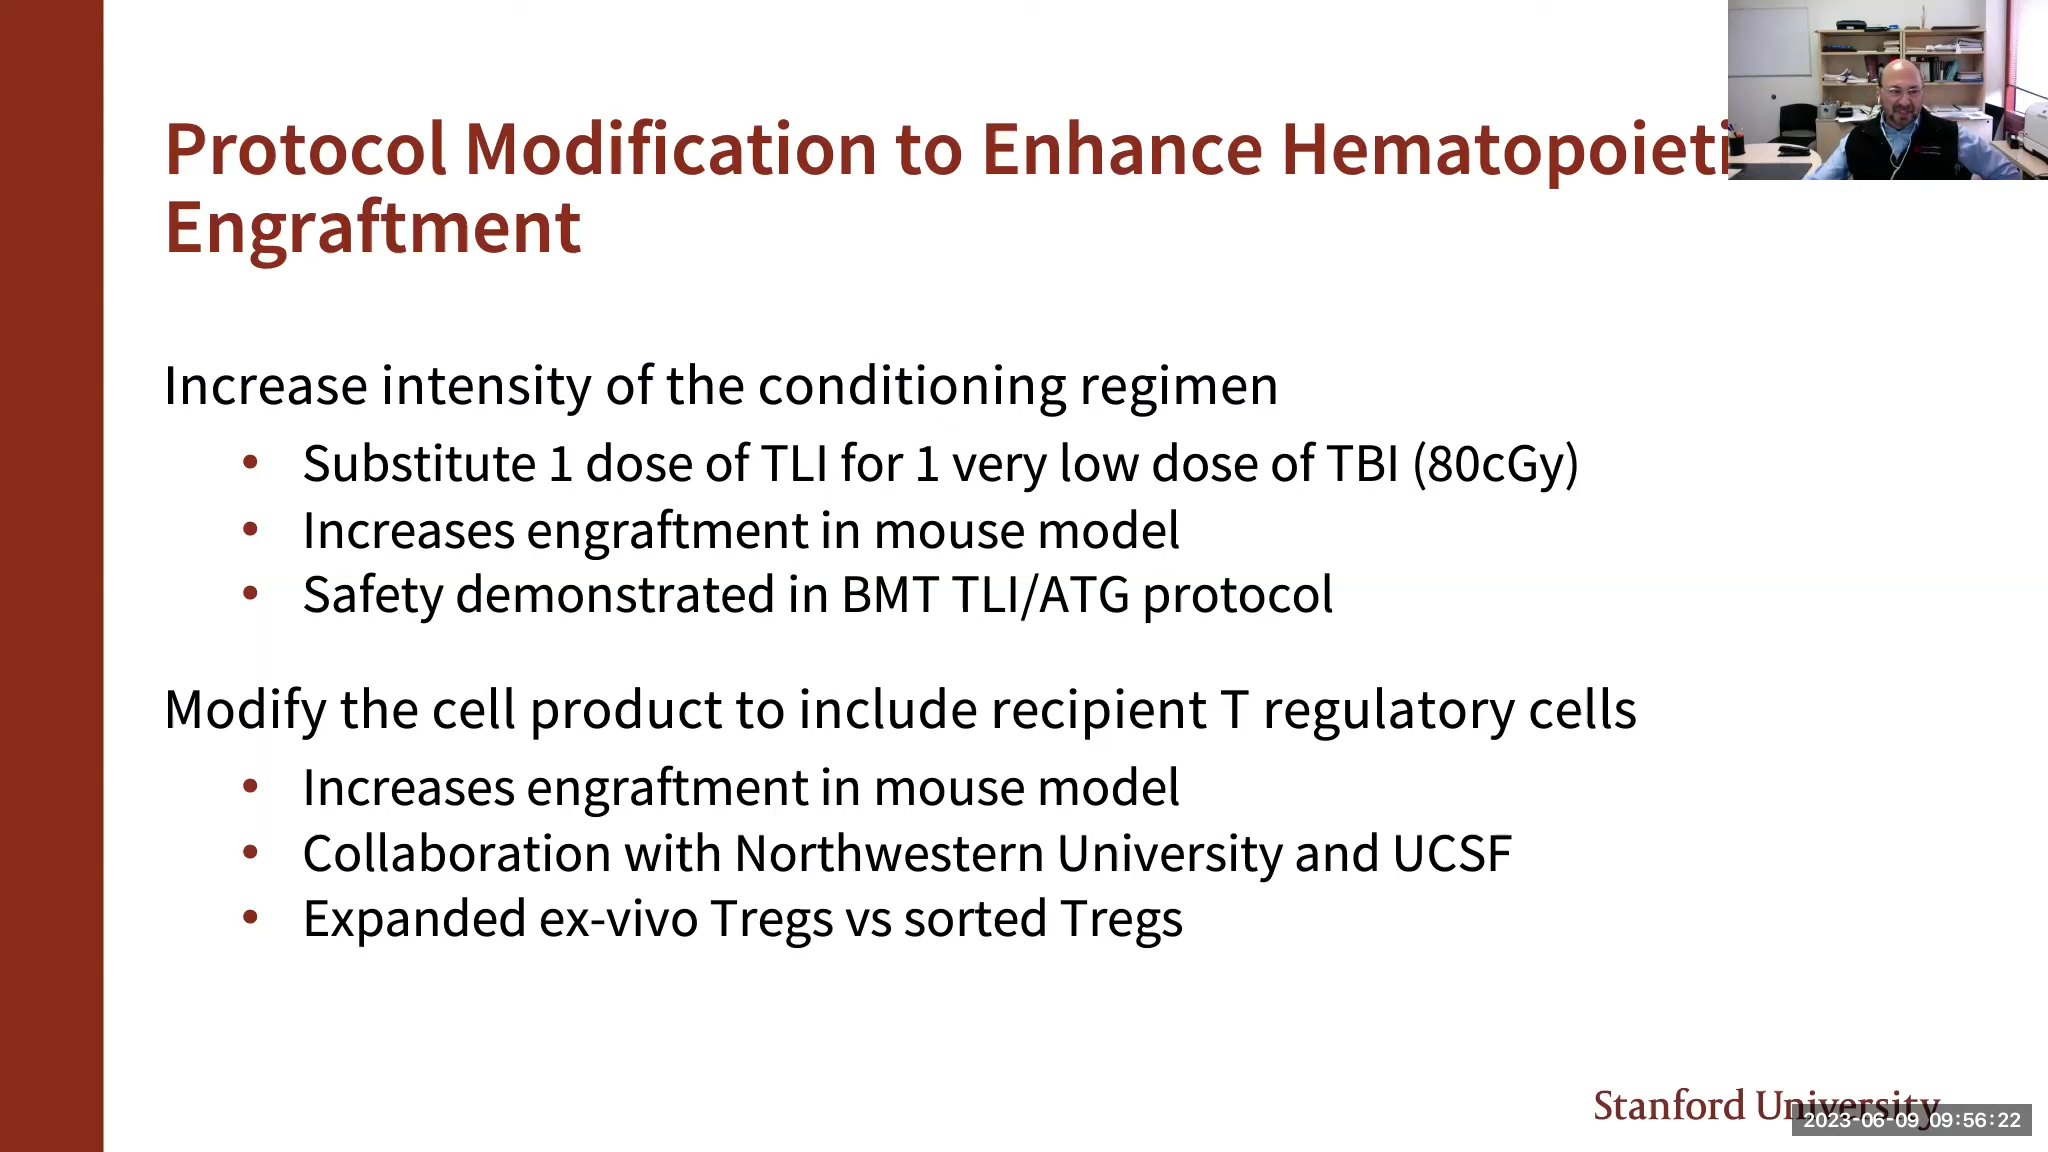 Protocol Modification to Enhance Hematopoieti
Engraftment
Increase intensity of the conditioning regimen
• Substitute 1 dose of TLI for 1 very low dose of TBI (80cGy)
• Increases engraftment in mouse model
• Safety demonstrated in BMT TLI/ATG protocol
Modify the cell product to include recipient T regulatory cells
• Increases engraftment in mouse model
• Collaboration with Northwestern University and UCSF
• Expanded ex-vivo Tregs vs sorted Tregs
Stanford University
2023-06-09 09:56:22